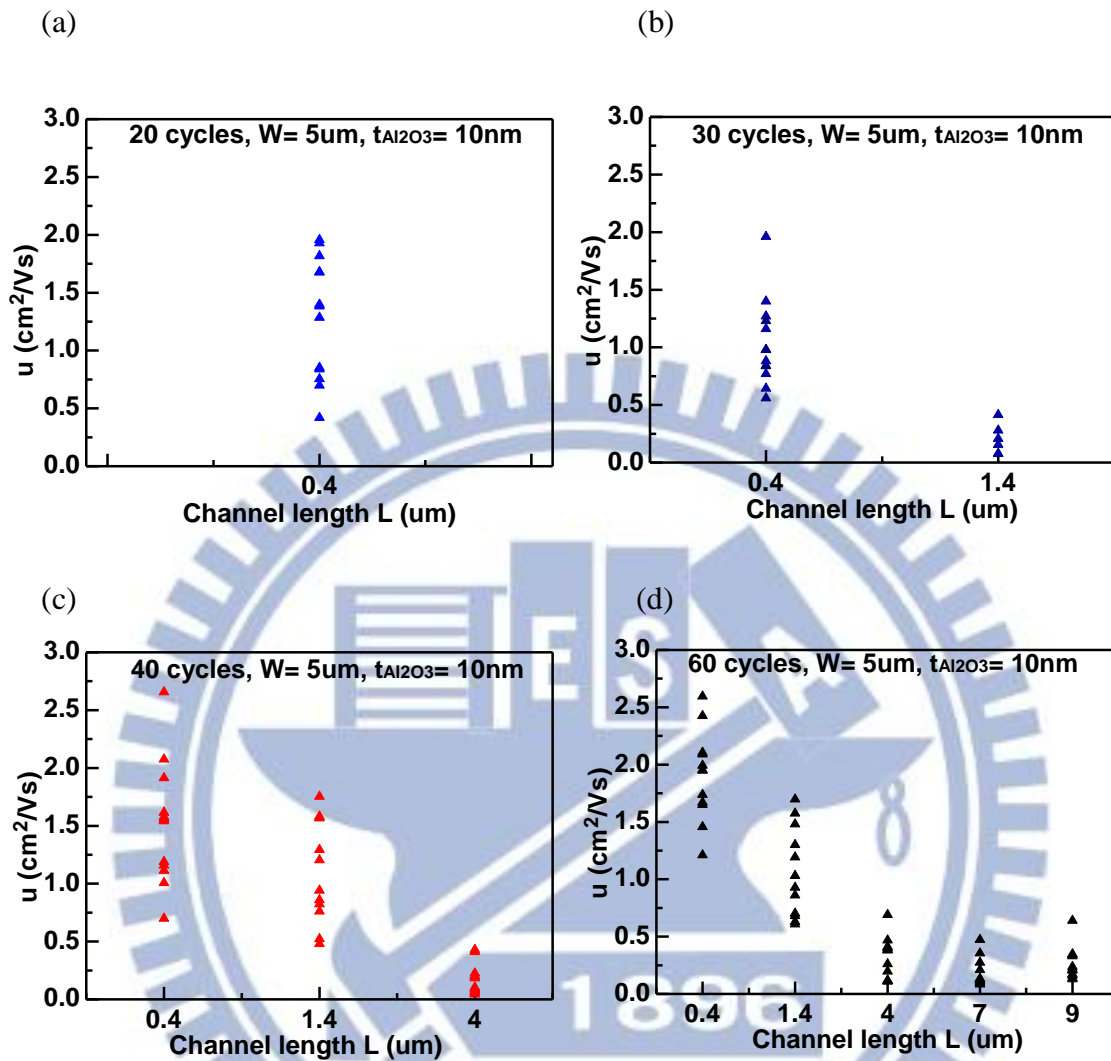 (a)
(b)
20 cycles, W= 5um, tAl2O3= 10nm
3.0
2.5
2.0
1.5
1.0
0.5
0.0
u (cm²/Vs)
0.4
Channel length L (um)
30 cycles, W= 5um, tAl2O3= 10nm
3.0
2.5
2.0
1.5
1.0
0.5
0.0
u (cm²/Vs)
0.4 1.4
Channel length L (um)
(c)
(d)
40 cycles, W= 5um, tAl2O3= 10nm
3.0
2.5
2.0
1.5
1.0
0.5
0.0
u (cm²/Vs)
0.4 1.4 4
Channel length L (um)
60 cycles, W= 5um, tAl2O3= 10nm
3.0
2.5
2.0
1.5
1.0
0.5
0.0
u (cm²/Vs)
0.4 1.4 4 7 9
Channel length L (um)
E S A
1896